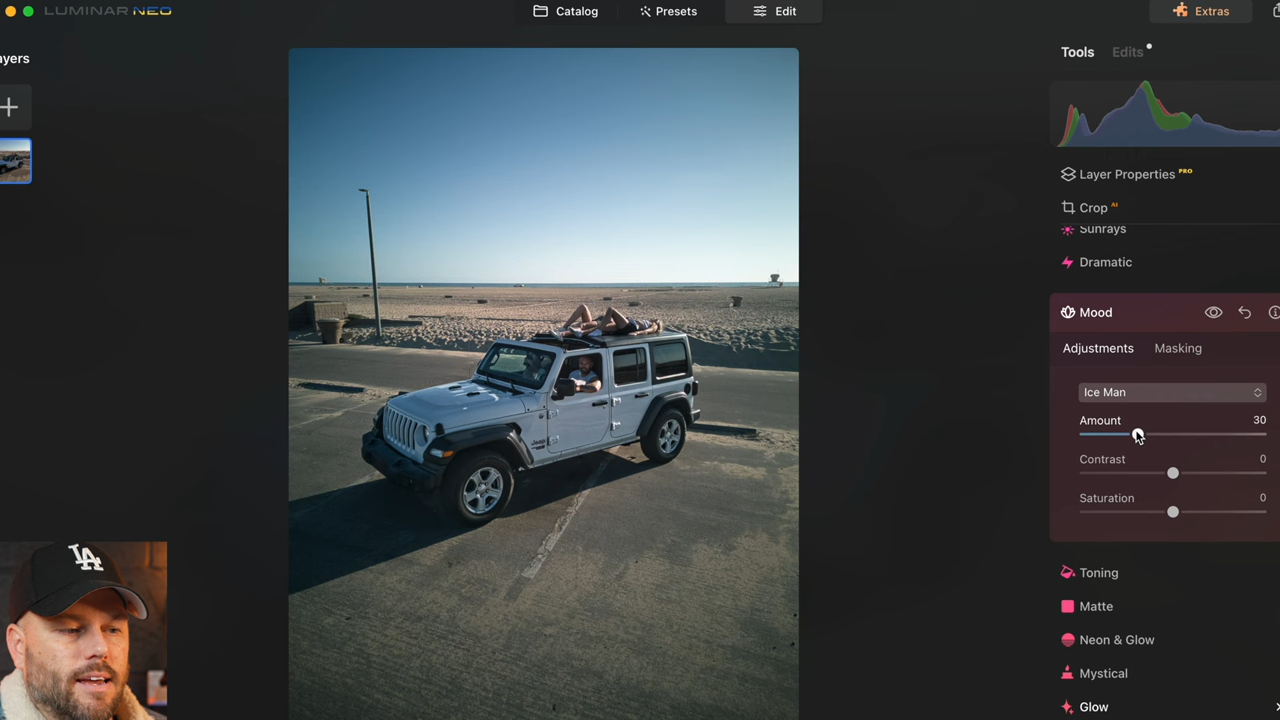 LUMINAR NEO
Catalog
Presets
Edit
Extras
ayers
Tools
Edits
Layer Properties PRO
Crop AI
Sunrays
Dramatic
Mood
Adjustments
Masking
Ice Man
Amount 30
Contrast 0
Saturation 0
Toning
Matte
Neon & Glow
Mystical
Glow
LA
Jeep